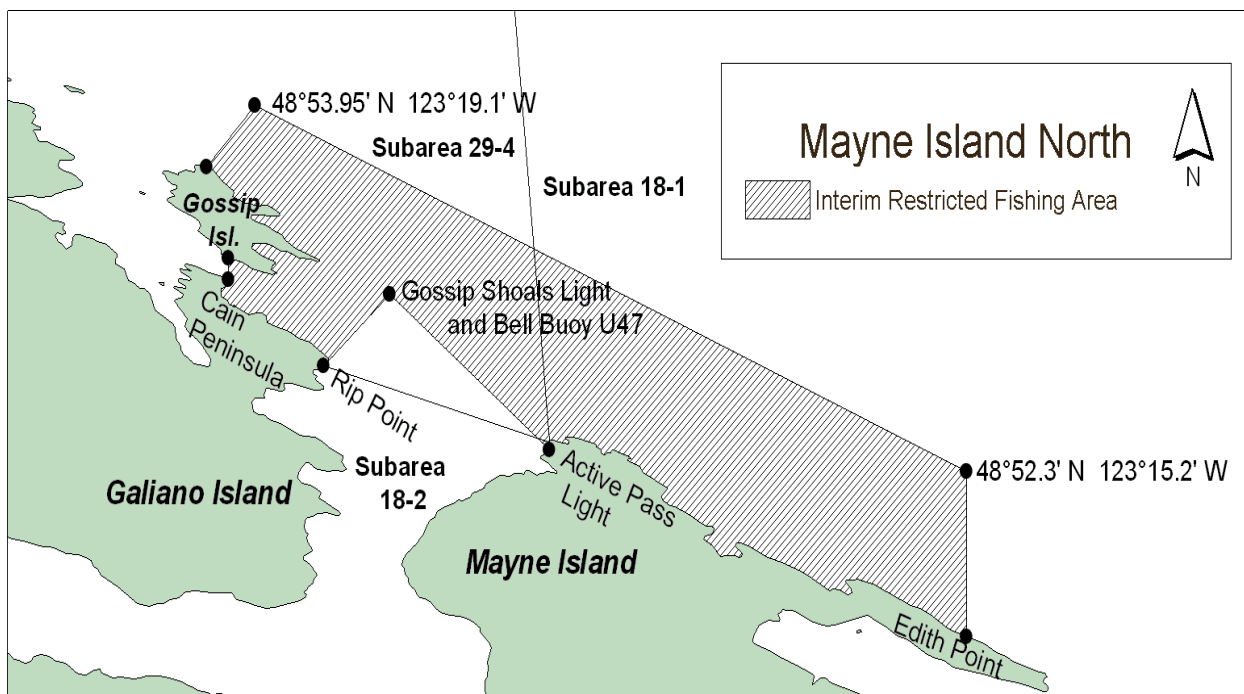 48°53.95' N 123°19.1' W
Subarea 29-4
Mayne Island North
N
Interim Restricted Fishing Area
Subarea 18-1
Gossip
Isl.
Gossip Shoals Light
and Bell Buoy U47
Cain
Peninsula
Rip Point
Subarea
18-2
Active Pass
Light
48°52.3' N 123°15.2' W
Galiano Island
Mayne Island
Edith Point